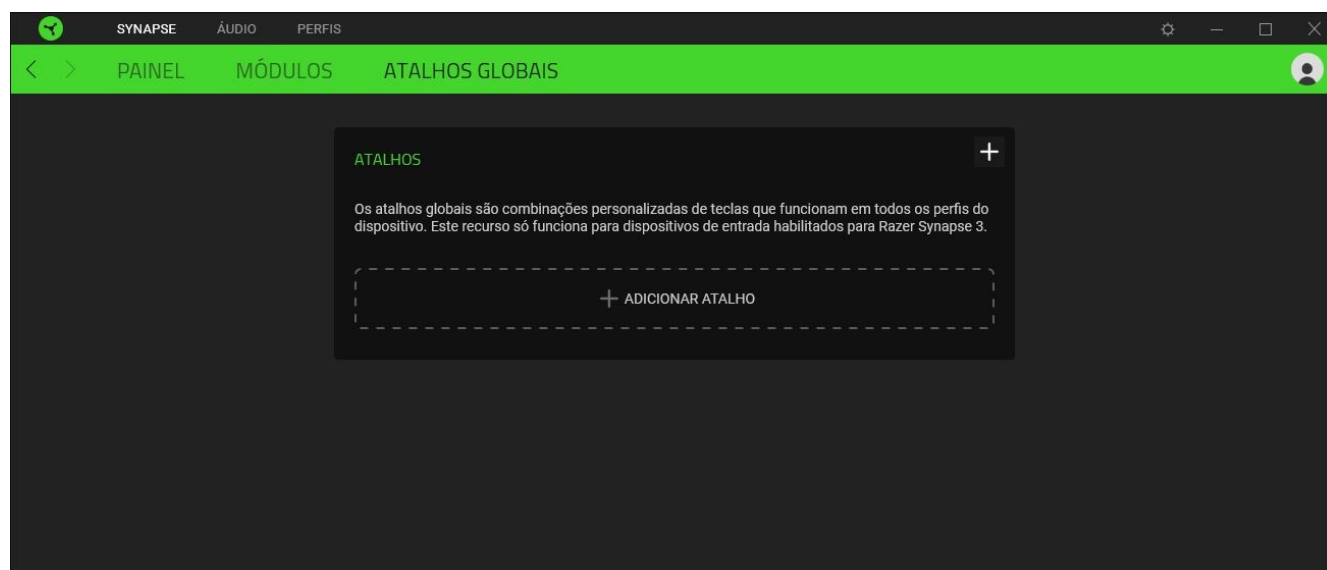 SYNAPSE ÁUDIO PERFIS
PAINEL MÓDULOS ATALHOS GLOBAIS
ATALHOS
Os atalhos globais são combinações personalizadas de teclas que funcionam em todos os perfis do
dispositivo. Este recurso só funciona para dispositivos de entrada habilitados para Razer Synapse 3.
ADICIONAR ATALHO